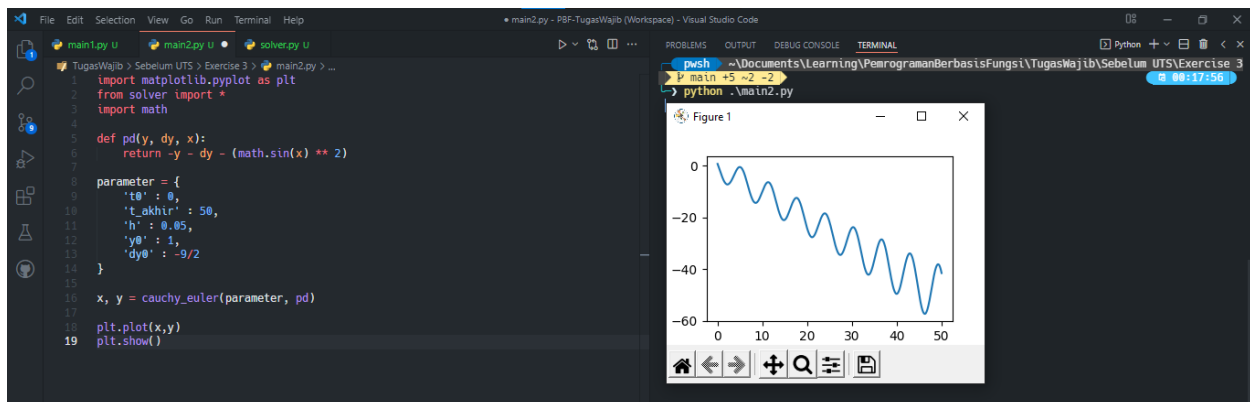 File Edit Selection View Go Run Terminal Help
● main2.py - PBF-TugasWajib (Workspace) - Visual Studio Code
main1.py U main2.py U ● solver.py U
TugasWajib > Sebelum UTS > Exercise 3 > main2.py > ...
1 import matplotlib.pyplot as plt
2 from solver import *
3 import math
4
5 def pd(y, dy, x):
6 return -y - dy - (math.sin(x) ** 2)
7
8 parameter = {
9 't0' : 0,
10 't_akhir' : 50,
11 'h' : 0.05,
12 'y0' : 1,
13 'dy0' : -9/2
14 }
15
16 x, y = cauchy_euler(parameter, pd)
17
18 plt.plot(x,y)
19 plt.show()
1
9
PROBLEMS OUTPUT DEBUG CONSOLE TERMINAL
Python
pwsh ~\Documents\Learning\PemrogramanBerbasisFungsi\TugasWajib\Sebelum UTS\Exercise 3
main +5 ~2 -2
00:17:56
python .\main2.py
Figure 1
0
−20
−40
−60
0 10 20 30 40 50